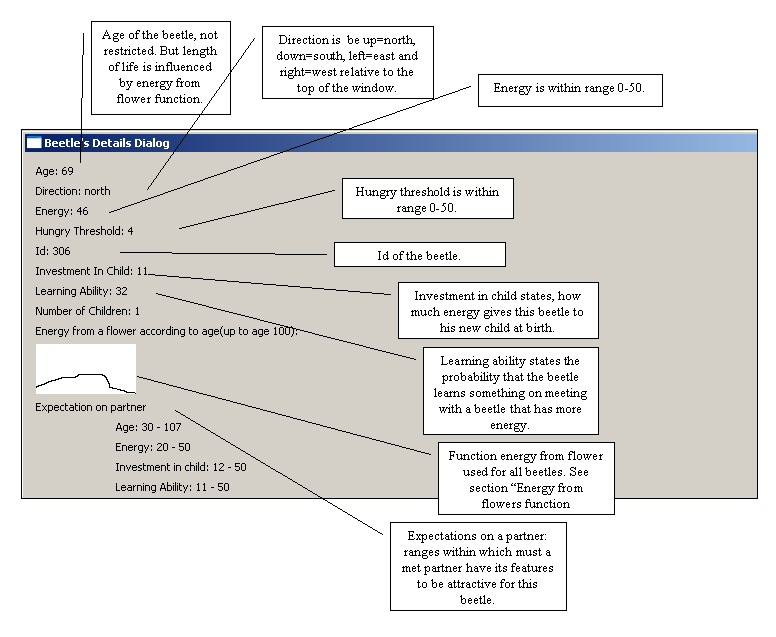 Age of the beetle, not
restricted. But length
of life is influenced
by energy from
flower function.
Direction is  be up=north,
down=south, left=east and
right=west relative to the
top of the window.
Energy is within range 0-50.
Beetle's Details Dialog
Age: 69
Direction: north
Energy: 46
Hungry Threshold: 4
Id: 306
Investment In Child: 11
Learning Ability: 32
Number of Children: 1
Energy from a flower according to age(up to age 100):
Expectation on partner
Age: 30 - 107
Energy: 20 - 50
Investment in child: 12 - 50
Learning Ability: 11 - 50
Hungry threshold is within
range 0-50.
Id of the beetle.
Investment in child states, how
much energy gives this beetle to
his new child at birth.
Learning ability states the
probability that the beetle
learns something on meeting
with a beetle that has more
energy.
Function energy from flower
used for all beetles. See
section “Energy from
flowers function
Expectations on a partner:
ranges within which must a
met partner have its features
to be attractive for this
beetle.